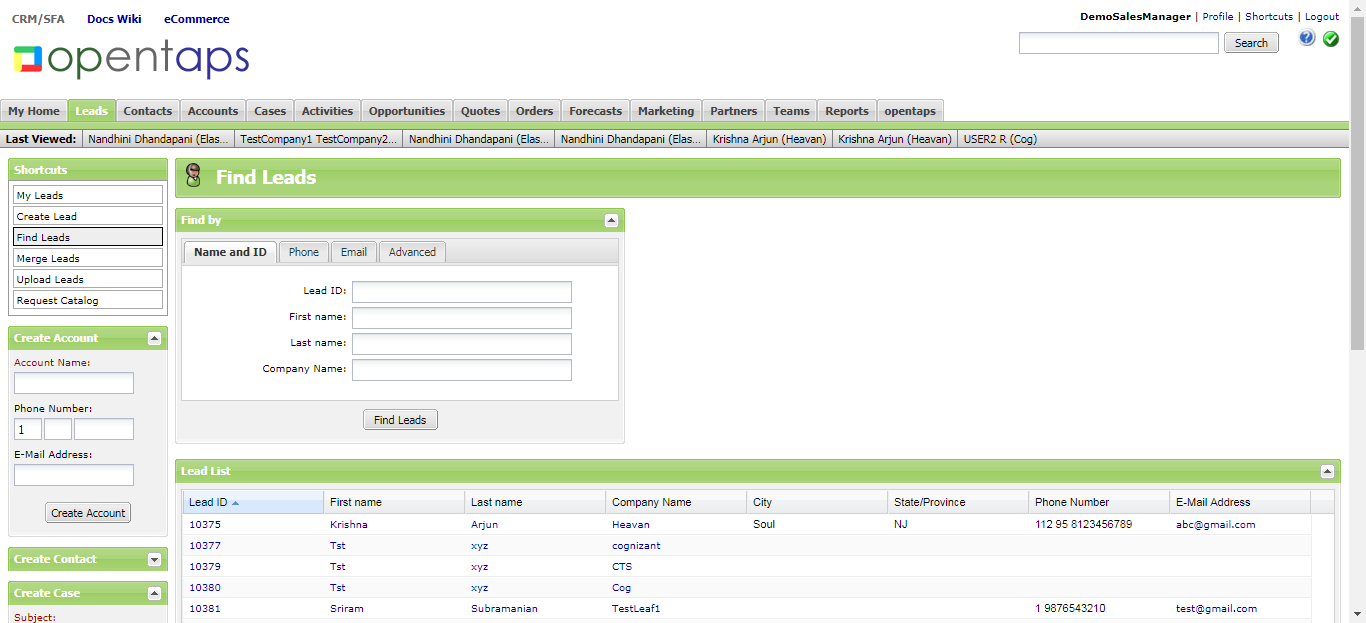 CRM/SFA Docs Wiki eCommerce
DemoSalesManager | Profile | Shortcuts | Logout
opentaps
Search
My Home Leads Contacts Accounts Cases Activities Opportunities Quotes Orders Forecasts Marketing Partners Teams Reports opentaps
Last Viewed: Nandhini Dhandapani (Elas... TestCompany1 TestCompany2... Nandhini Dhandapani (Elas... Nandhini Dhandapani (Elas... Krishna Arjun (Heavan) Krishna Arjun (Heavan) USER2 R (Cog)
Shortcuts
My Leads
Create Lead
Find Leads
Merge Leads
Upload Leads
Request Catalog
Create Account
Account Name:
Phone Number:
1
E-Mail Address:
Create Account
Create Contact
Create Case
Subject:
Find Leads
Find by
Name and ID Phone Email Advanced
Lead ID:
First name:
Last name:
Company Name:
Find Leads
Lead List
Lead ID First name Last name Company Name City State/Province Phone Number E-Mail Address
10375 Krishna Arjun Heavan Soul NJ 112 95 8123456789 abc@gmail.com
10377 Tst xyz cognizant
10379 Tst xyz CTS
10380 Tst xyz Cog
10381 Sriram Subramanian TestLeaf1 1 9876543210 test@gmail.com